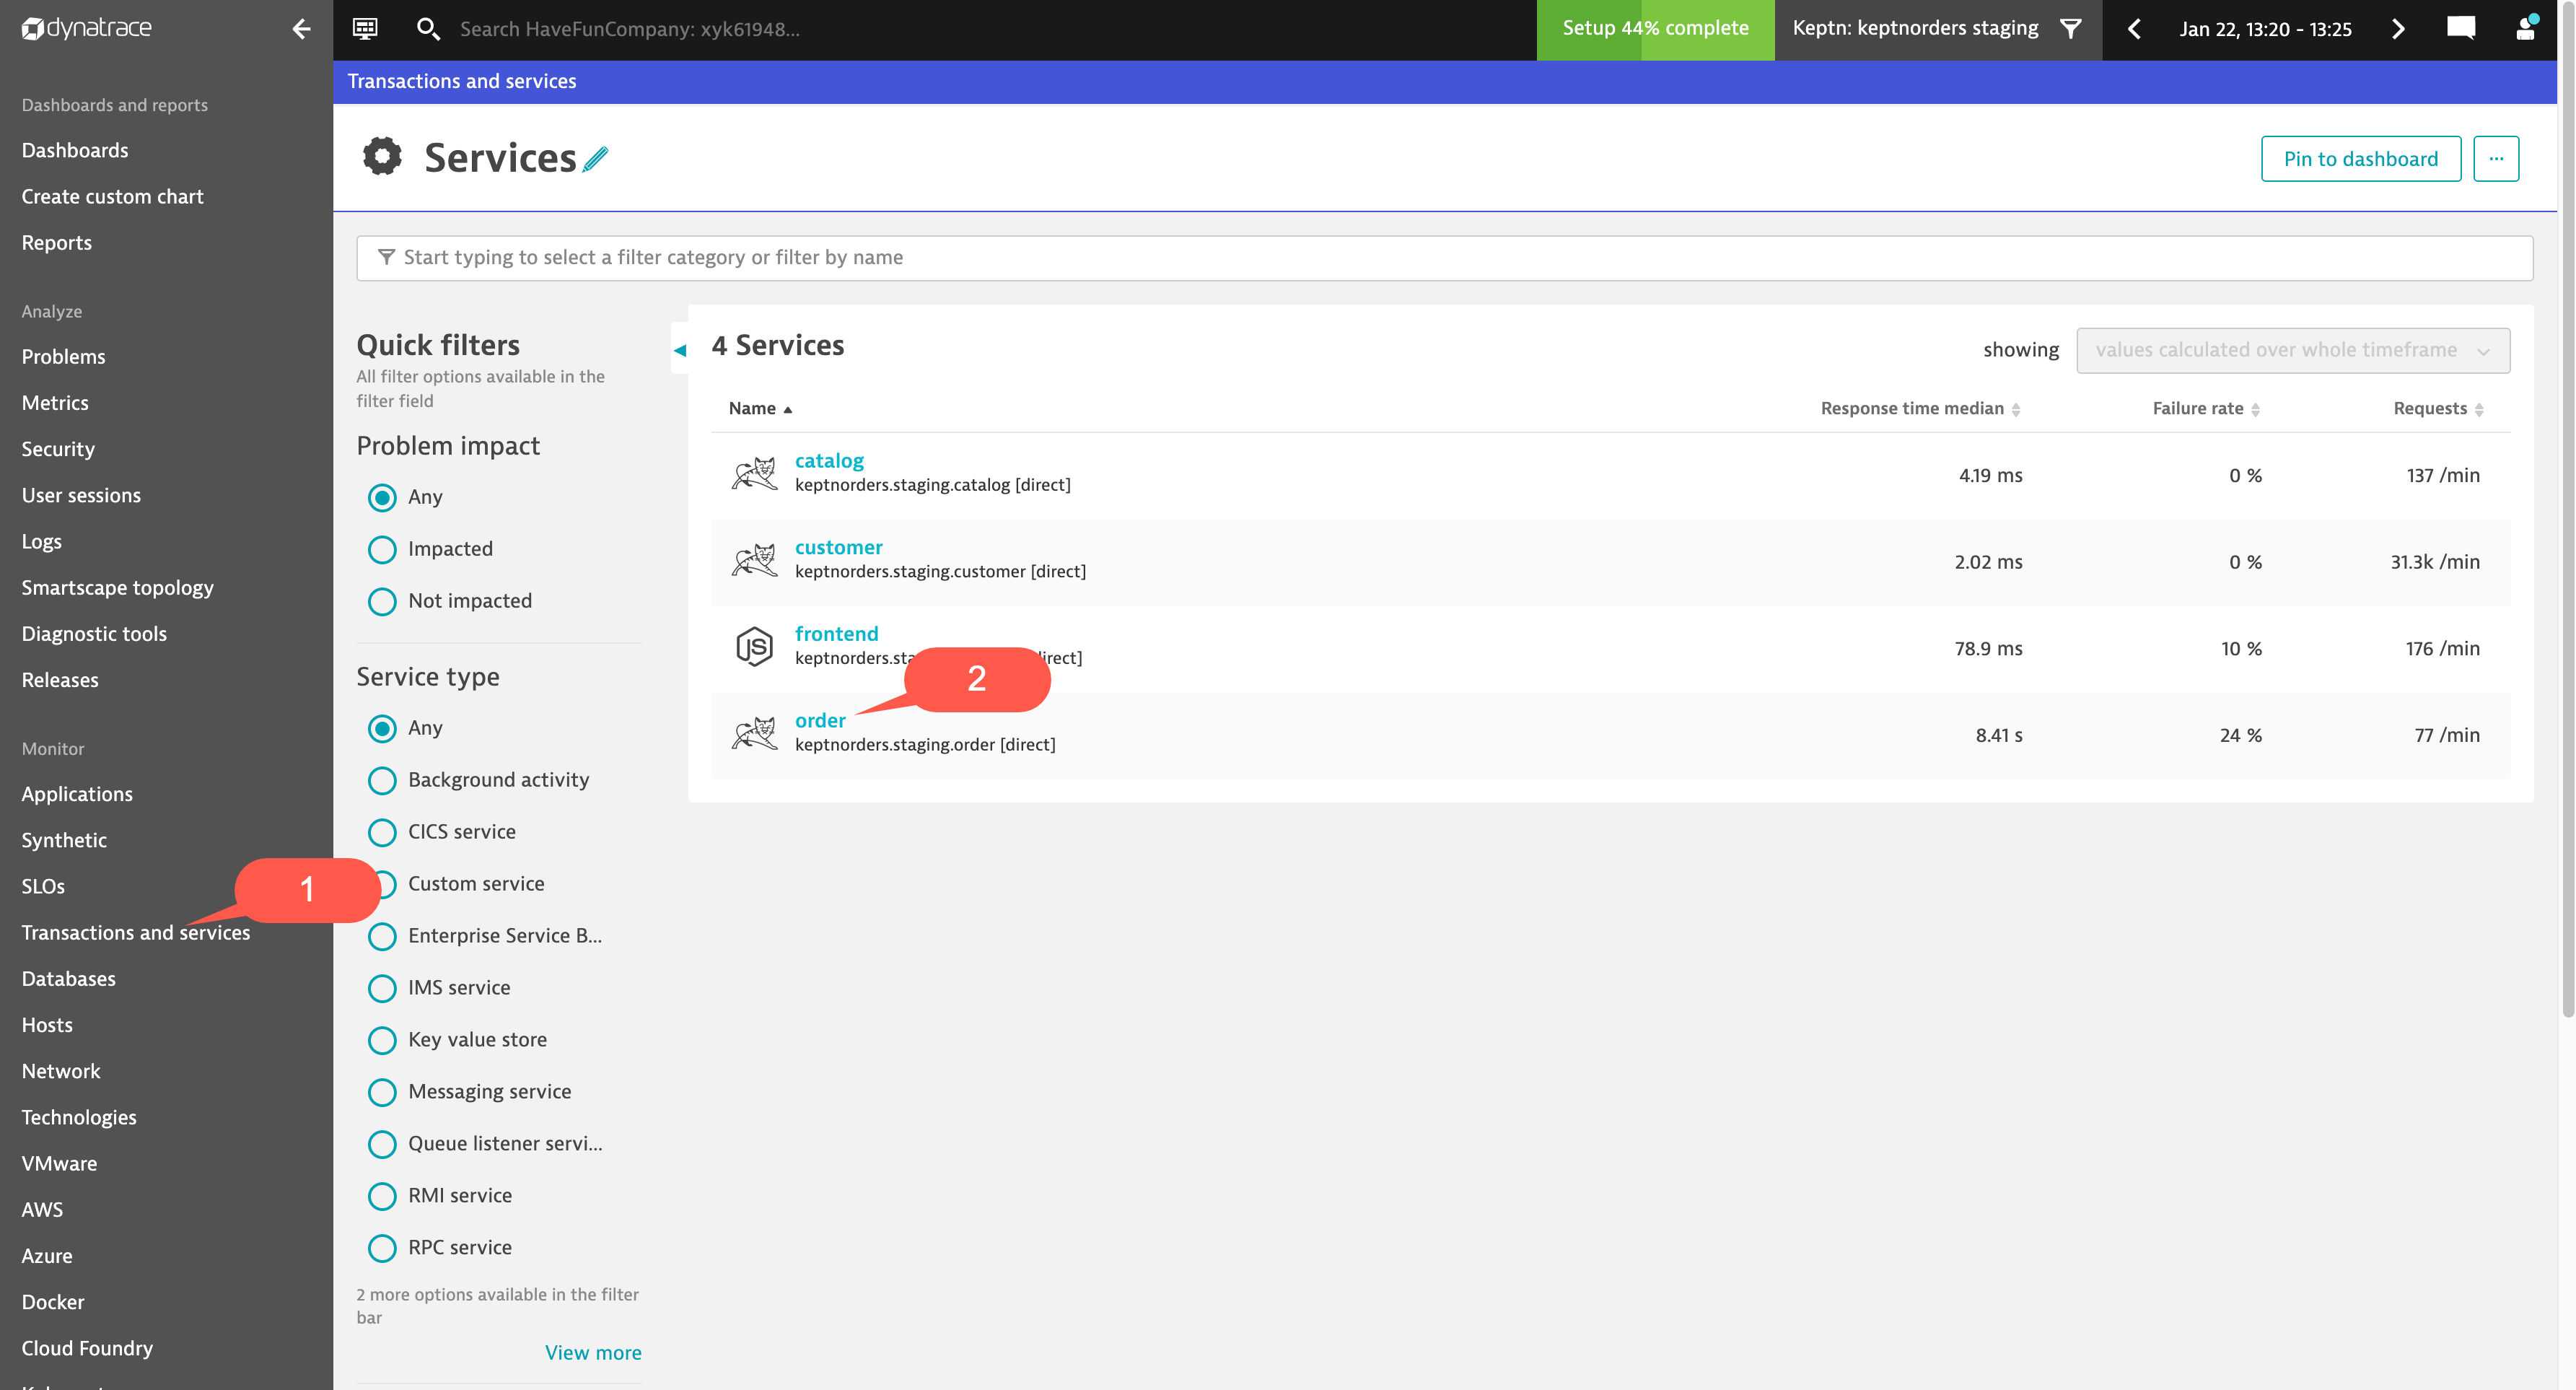 dynatrace
Search HaveFunCompany: xyk61948...
Setup 44% complete
Keptn: keptnorders staging
Jan 22, 13:20 - 13:25
Transactions and services
Dashboards and reports
Dashboards
Create custom chart
Reports
Analyze
Problems
Metrics
Security
User sessions
Logs
Smartscape topology
Diagnostic tools
Releases
Monitor
Applications
Synthetic
SLOs
1
Transactions and services
Databases
Hosts
Network
Technologies
VMware
AWS
Azure
Docker
Cloud Foundry
Services
Pin to dashboard
...
Start typing to select a filter category or filter by name
Quick filters
All filter options available in the
filter field
Problem impact
Any
Impacted
Not impacted
Service type
Any
Background activity
CICS service
Custom service
Enterprise Service B...
IMS service
Key value store
Messaging service
Queue listener servi...
RMI service
RPC service
2 more options available in the filter
bar
View more
4 Services
showing
values calculated over whole timeframe
Name Response time median Failure rate Requests
catalog
keptnorders.staging.catalog [direct]
4.19 ms 0 % 137 /min
customer
keptnorders.staging.customer [direct]
2.02 ms 0 % 31.3k /min
JS
frontend
78.9 ms 10 % 176 /min
2
order
keptnorders.staging.order [direct]
8.41 s 24 % 77 /min